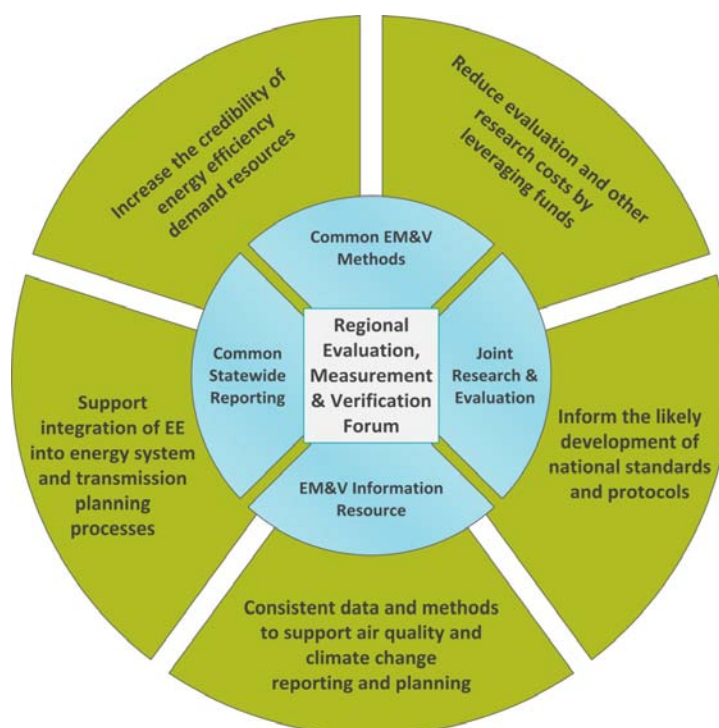 Increase the credibility of
energy efficiency
demand resources
Reduce evaluation and other
research costs by
leveraging funds
Common EM&V
Methods
Common
Statewide
Reporting
Regional
Evaluation,
Measurement
& Verification
Forum
Joint
Research &
Evaluation
EM&V Information
Resource
Support
integration of EE
into energy system
and transmission
planning
processes
Inform the likely
development of
national standards
and protocols
Consistent data and methods
to support air quality and
climate change
reporting and planning